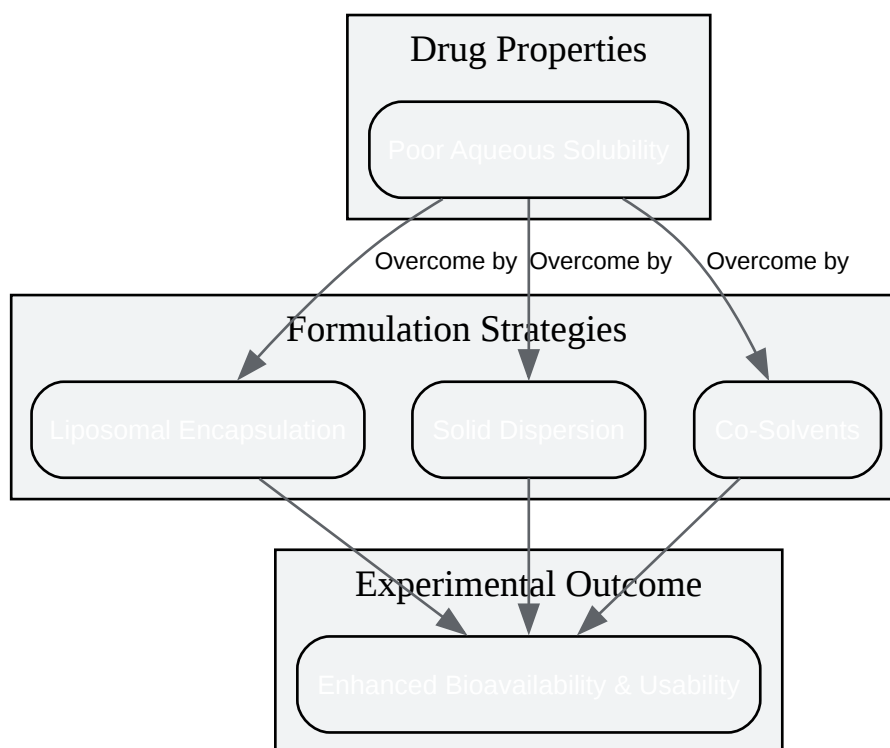 Drug Properties
Poor Aqueous Solubility
Overcome by Overcome by Overcome by
Formulation Strategies
Liposomal Encapsulation Solid Dispersion Co-Solvents
Experimental Outcome
Enhanced Bioavailability & Usability